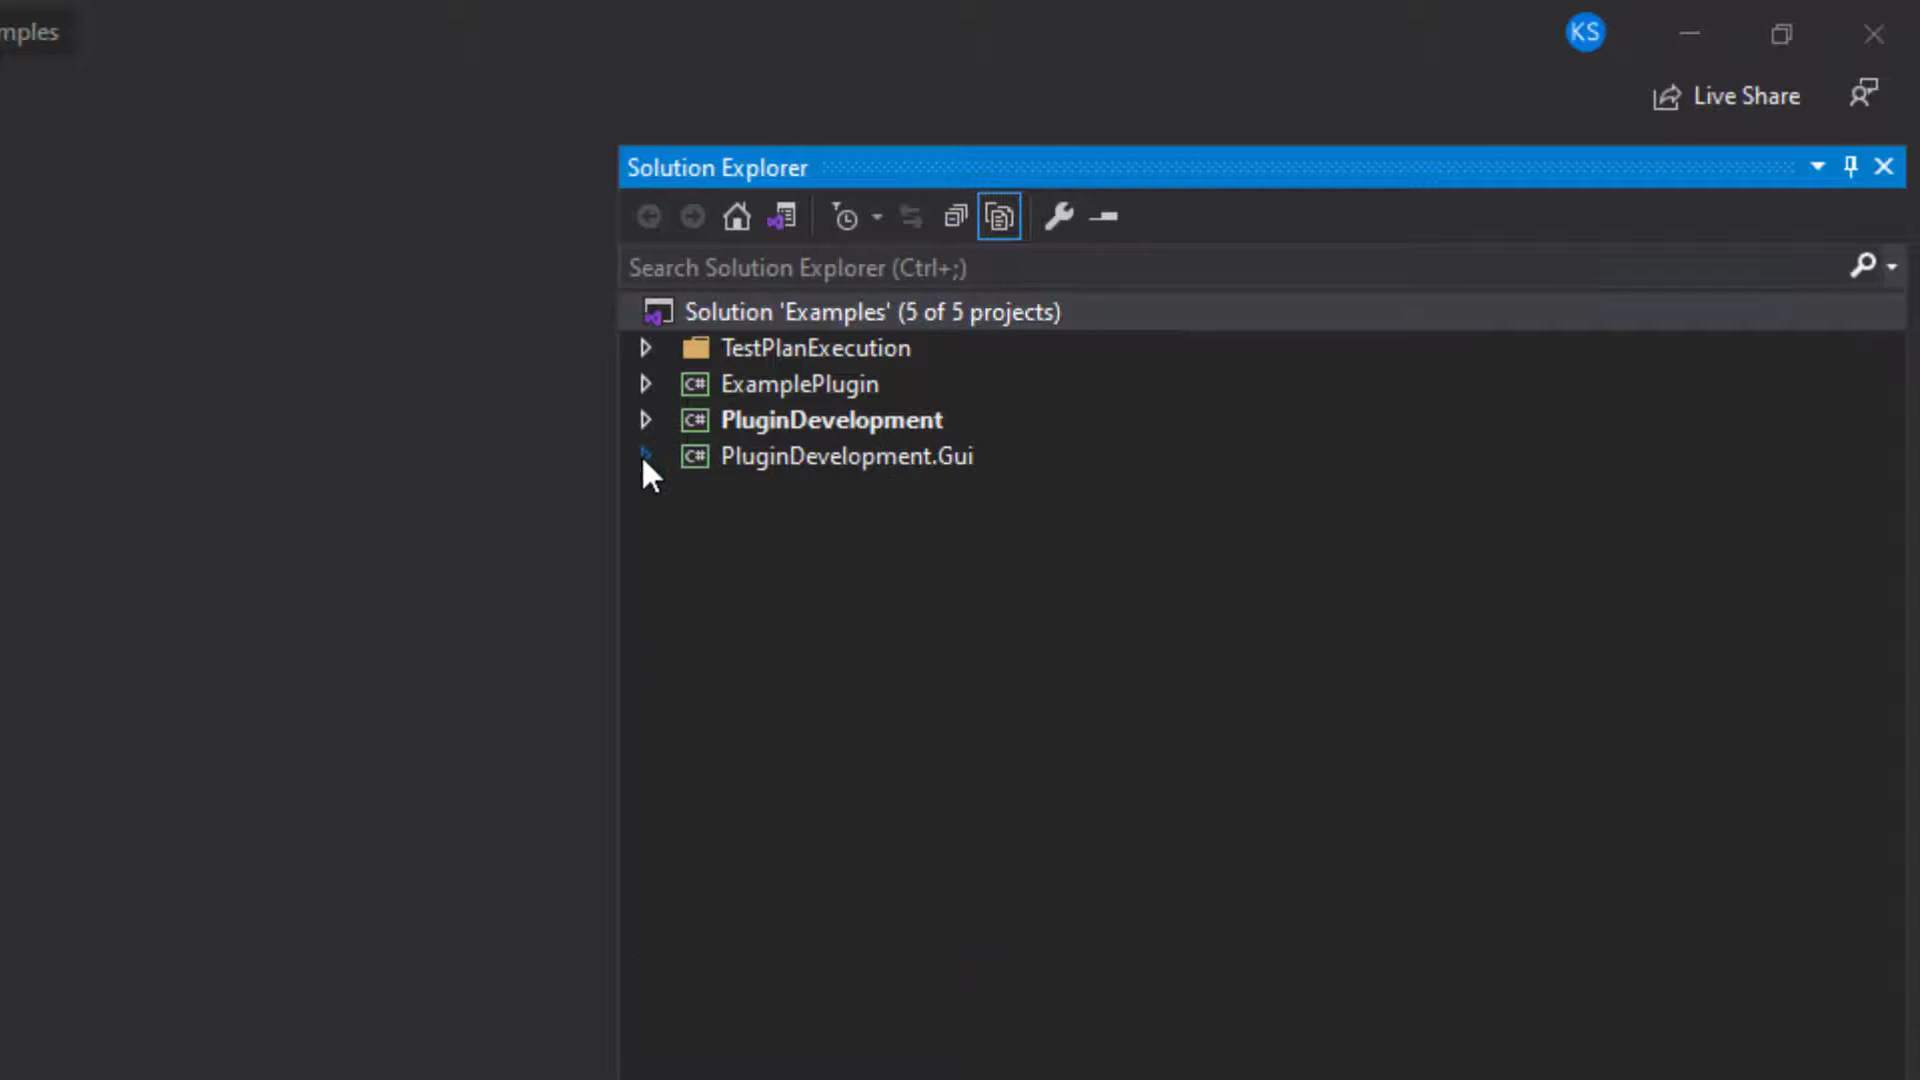 mples
KS
Live Share
Solution Explorer
Search Solution Explorer (Ctrl+;)
Solution 'Examples' (5 of 5 projects)
TestPlanExecution
C# ExamplePlugin
C# PluginDevelopment
C# PluginDevelopment.Gui